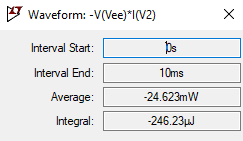 Waveform: -V(Vee)*I(V2)
Interval Start: 0s
Interval End: 10ms
Average: -24.623mW
Integral: -246.23µJ